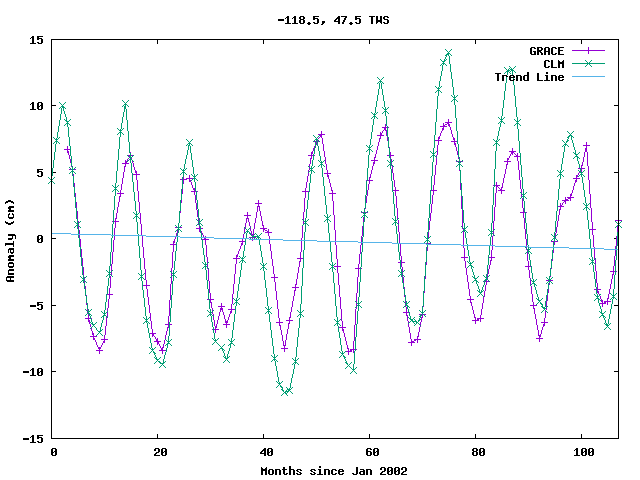 -118.5, 47.5 TWS
GRACE
CLM
Trend Line
15
10
5
0
-5
-10
-15
Anomaly (cm)
0 20 40 60 80 100
Months since Jan 2002